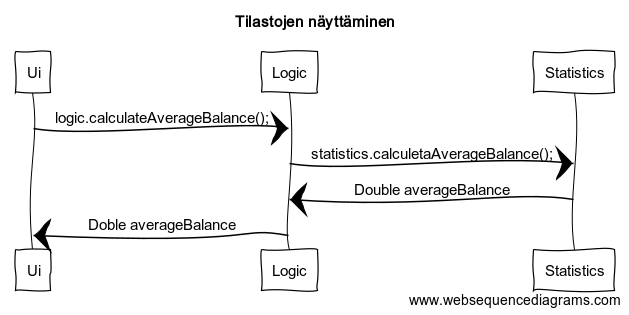 Tilastojen näyttäminen
Ui
Logic
Statistics
logic.calculateAverageBalance();
statistics.calculetaAverageBalance();
Double averageBalance
Doble averageBalance
Ui
Logic
Statistics
www.websequencediagrams.com